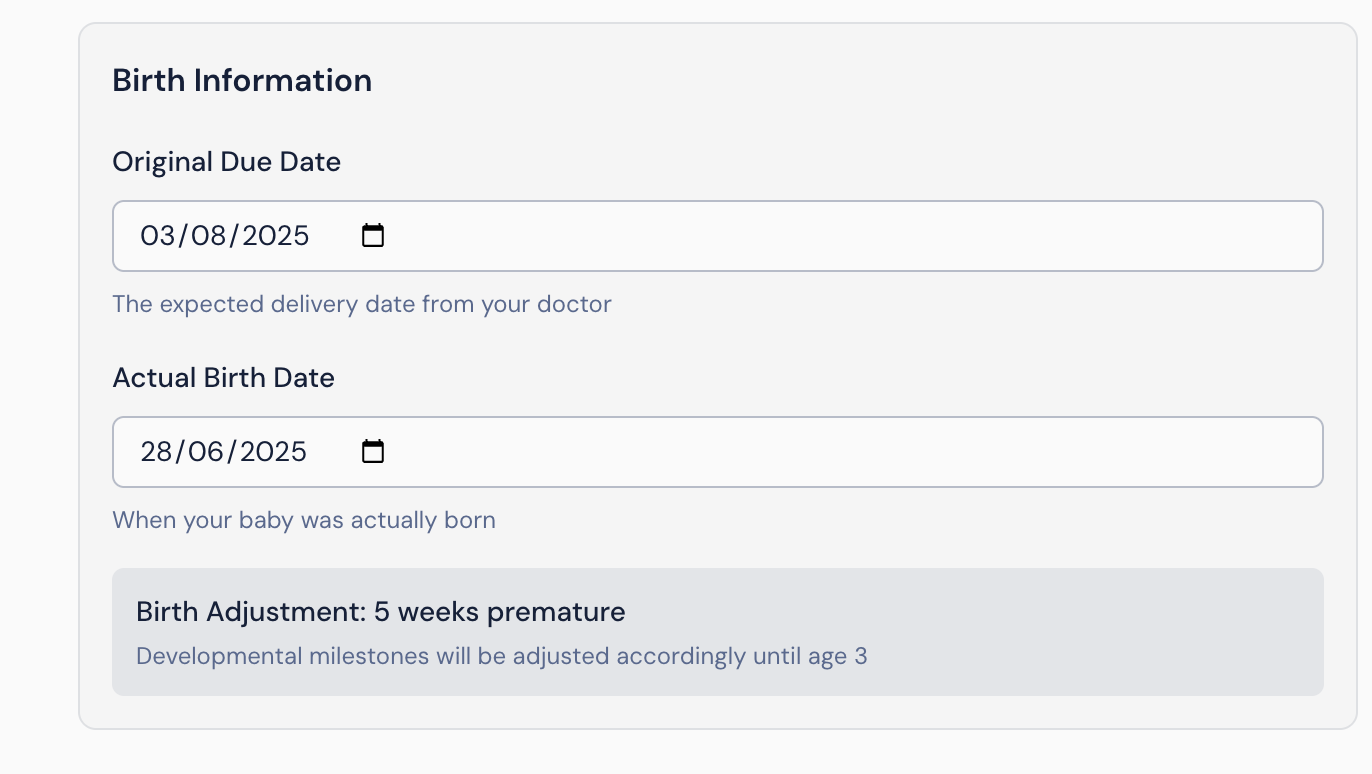 Birth Information
Original Due Date
03/08/2025
The expected delivery date from your doctor
Actual Birth Date
28/06/2025
When your baby was actually born
Birth Adjustment: 5 weeks premature
Developmental milestones will be adjusted accordingly until age 3